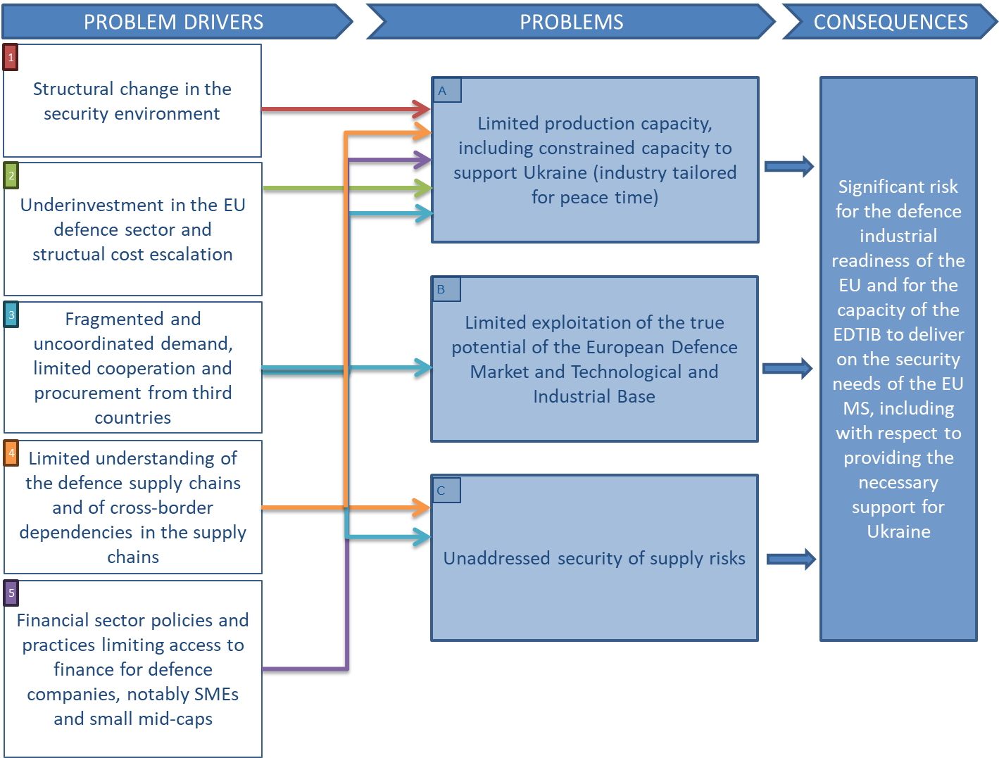 PROBLEM DRIVERS
PROBLEMS
CONSEQUENCES
1
Structural change in the
security environment
2
Underinvestment in the EU
defence sector and
structual cost escalation
3
Fragmented and
uncoordinated demand,
limited cooperation and
procurement from third
countries
4
Limited understanding of
the defence supply chains
and of cross-border
dependencies in the supply
chains
5
Financial sector policies and
practices limiting access to
finance for defence
companies, notably SMEs
and small mid-caps
A
Limited production capacity,
including constrained capacity to
support Ukraine (industry tailored
for peace time)
B
Limited exploitation of the true
potential of the European Defence
Market and Technological and
Industrial Base
C
Unaddressed security of supply risks
Significant risk
for the defence
industrial
readiness of the
EU and for the
capacity of the
EDTIB to deliver
on the security
needs of the EU
MS, including
with respect to
providing the
necessary
support for
Ukraine